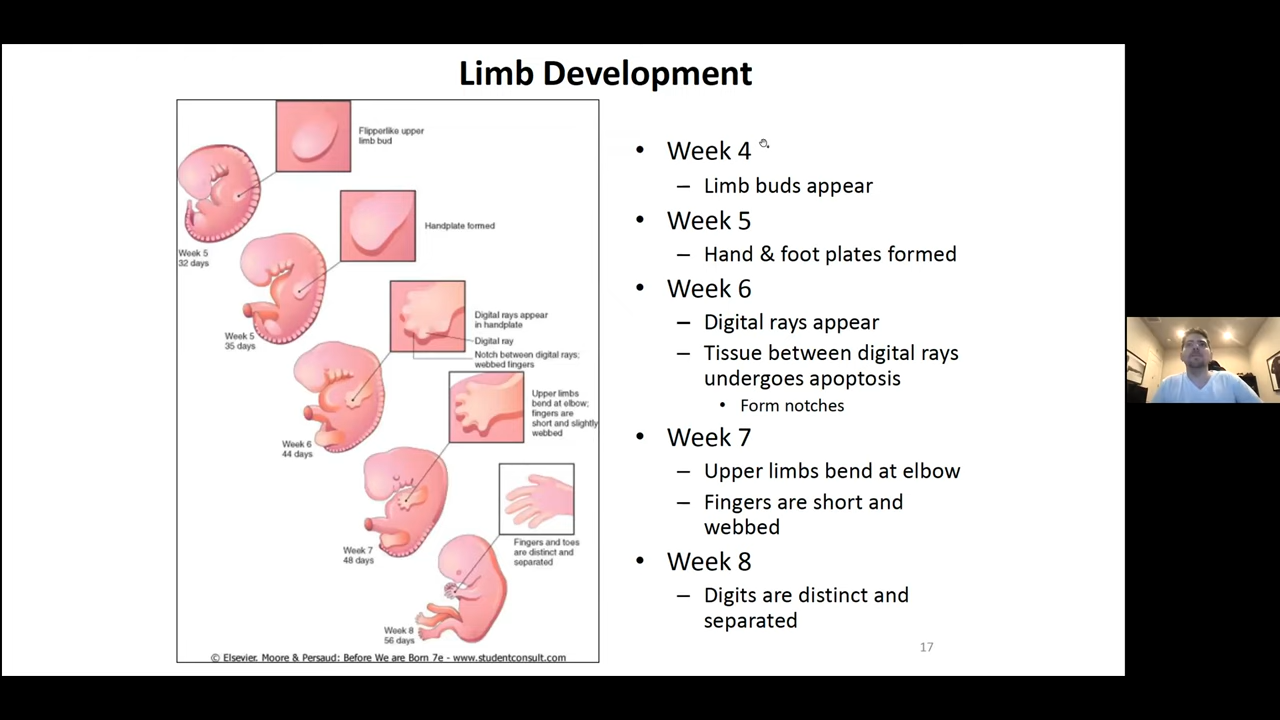 Limb Development
Flipperlike upper
limb bud
Week 5
32 days
Handplate formed
Week 5
35 days
Digital rays appear
in handplate
Digital ray
Notch between digital rays;
webbed fingers
Week 6
44 days
Upper limbs
bend at elbow;
fingers are
short and slightly
webbed
Week 7
48 days
Fingers and toes
are distinct and
separated
Week 8
56 days
© Elsevier. Moore & Persaud: Before We are Born 7e - www.studentconsult.com
• Week 4
– Limb buds appear
• Week 5
– Hand & foot plates formed
• Week 6
– Digital rays appear
– Tissue between digital rays
undergoes apoptosis
• Form notches
• Week 7
– Upper limbs bend at elbow
– Fingers are short and
webbed
• Week 8
– Digits are distinct and
separated
17